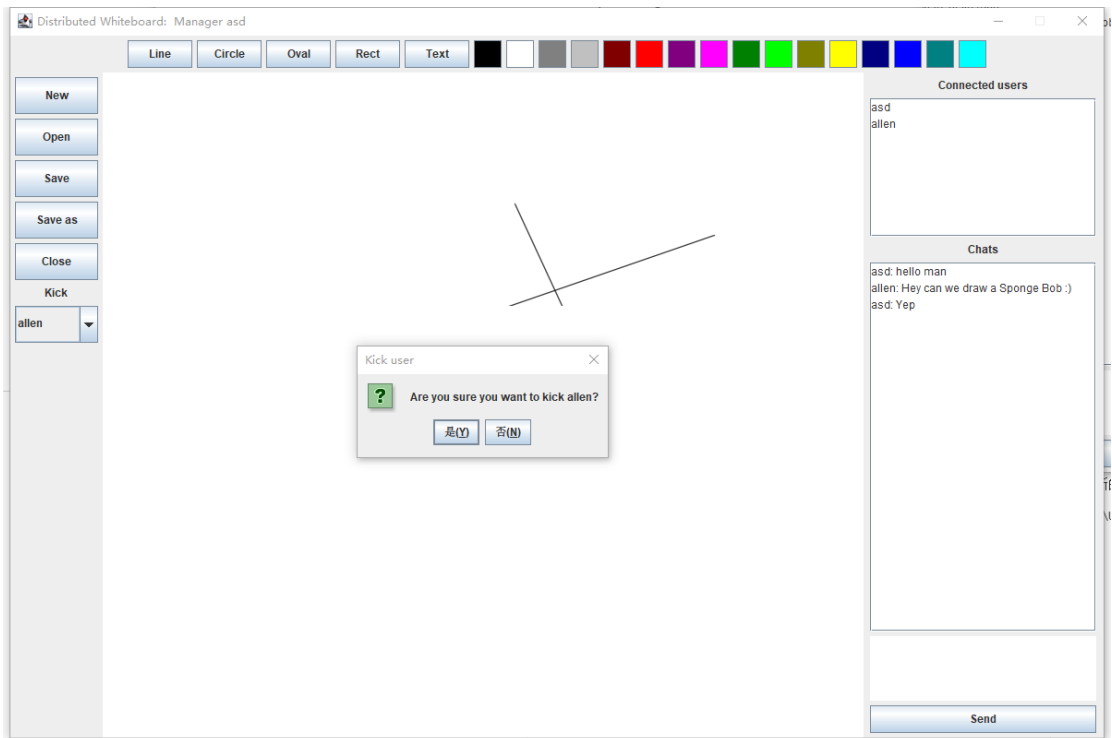 Distributed Whiteboard: Manager asd
Line Circle Oval Rect Text
New
Open
Save
Save as
Close
Kick
allen
Connected users
asd
allen
Chats
asd: hello man
allen: Hey can we draw a Sponge Bob :)
asd: Yep
Kick user
?
Are you sure you want to kick allen?
是(Y) 否(N)
Send